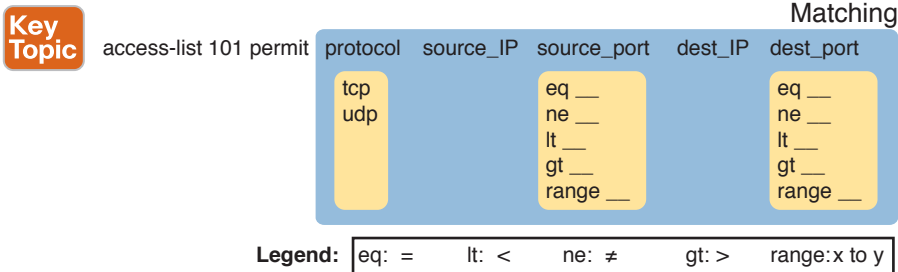 Matching
Key
Topic
access-list 101 permit protocol source_IP source_port dest_IP dest_port
tcp eq __ eq __
udp ne __ ne __
lt __ lt __
gt __ gt __
range __ range __
Legend: eq: = lt: < ne: ≠ gt: > range: x to y